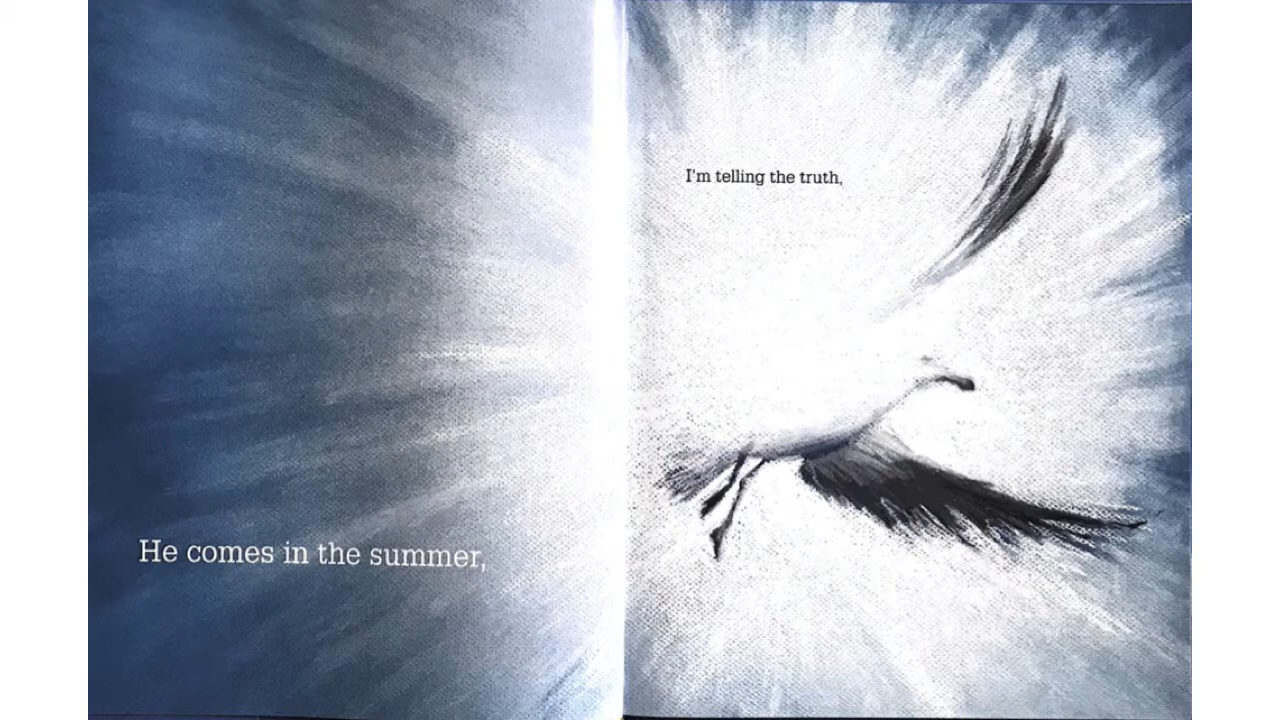 He comes in the summer,
I'm telling the truth,